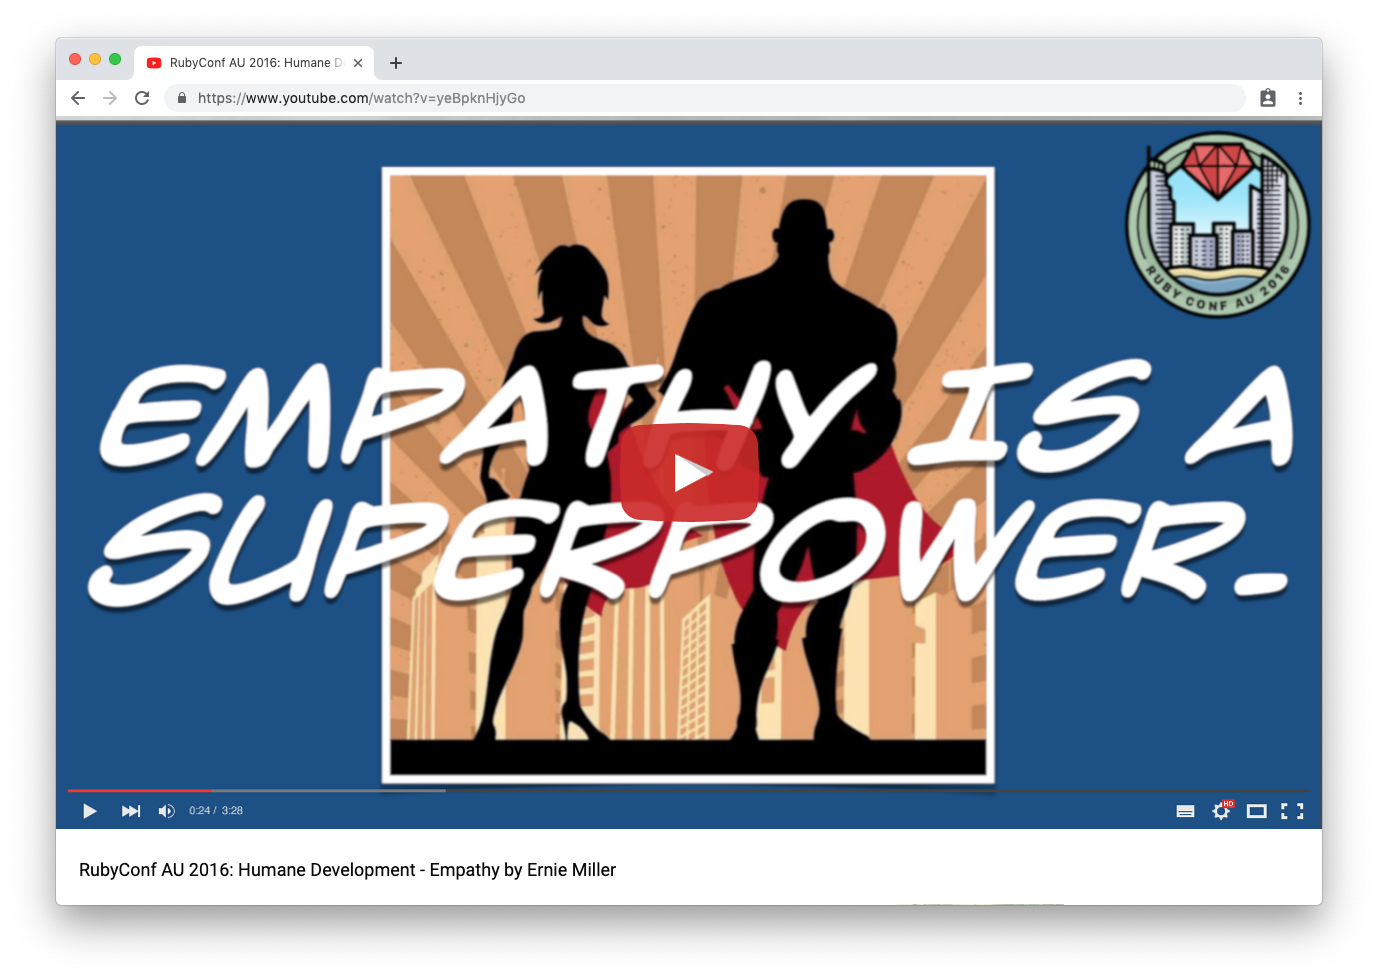 RubyConf AU 2016: Humane D
https://www.youtube.com/watch?v=yeBpknHjyGo
RUBY CONF AU 2016
EMPATHY IS A
SUPERPOWER.
0:24 / 3:28
HD
RubyConf AU 2016: Humane Development - Empathy by Ernie Miller